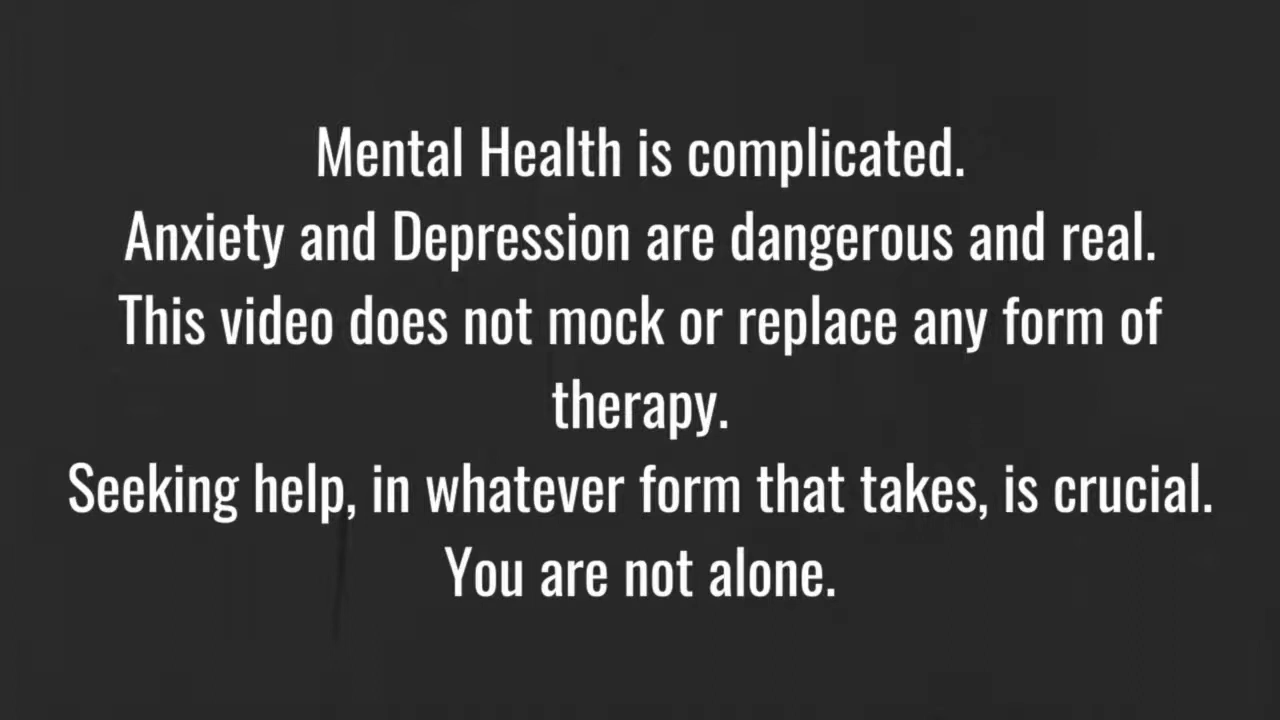 Mental Health is complicated.
Anxiety and Depression are dangerous and real.
This video does not mock or replace any form of
therapy.
Seeking help, in whatever form that takes, is crucial.
You are not alone.